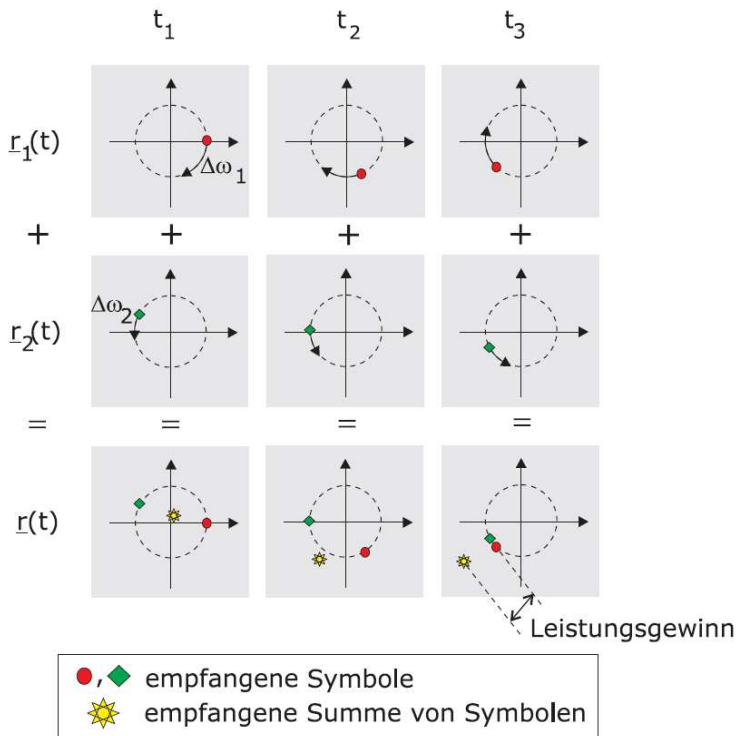 t1 t2 t3
r1(t)
Δω1
+ + + +
r2(t)
Δω2
= = = =
r(t)
Leistungsgewinn
, empfangene Symbole
empfangene Summe von Symbolen